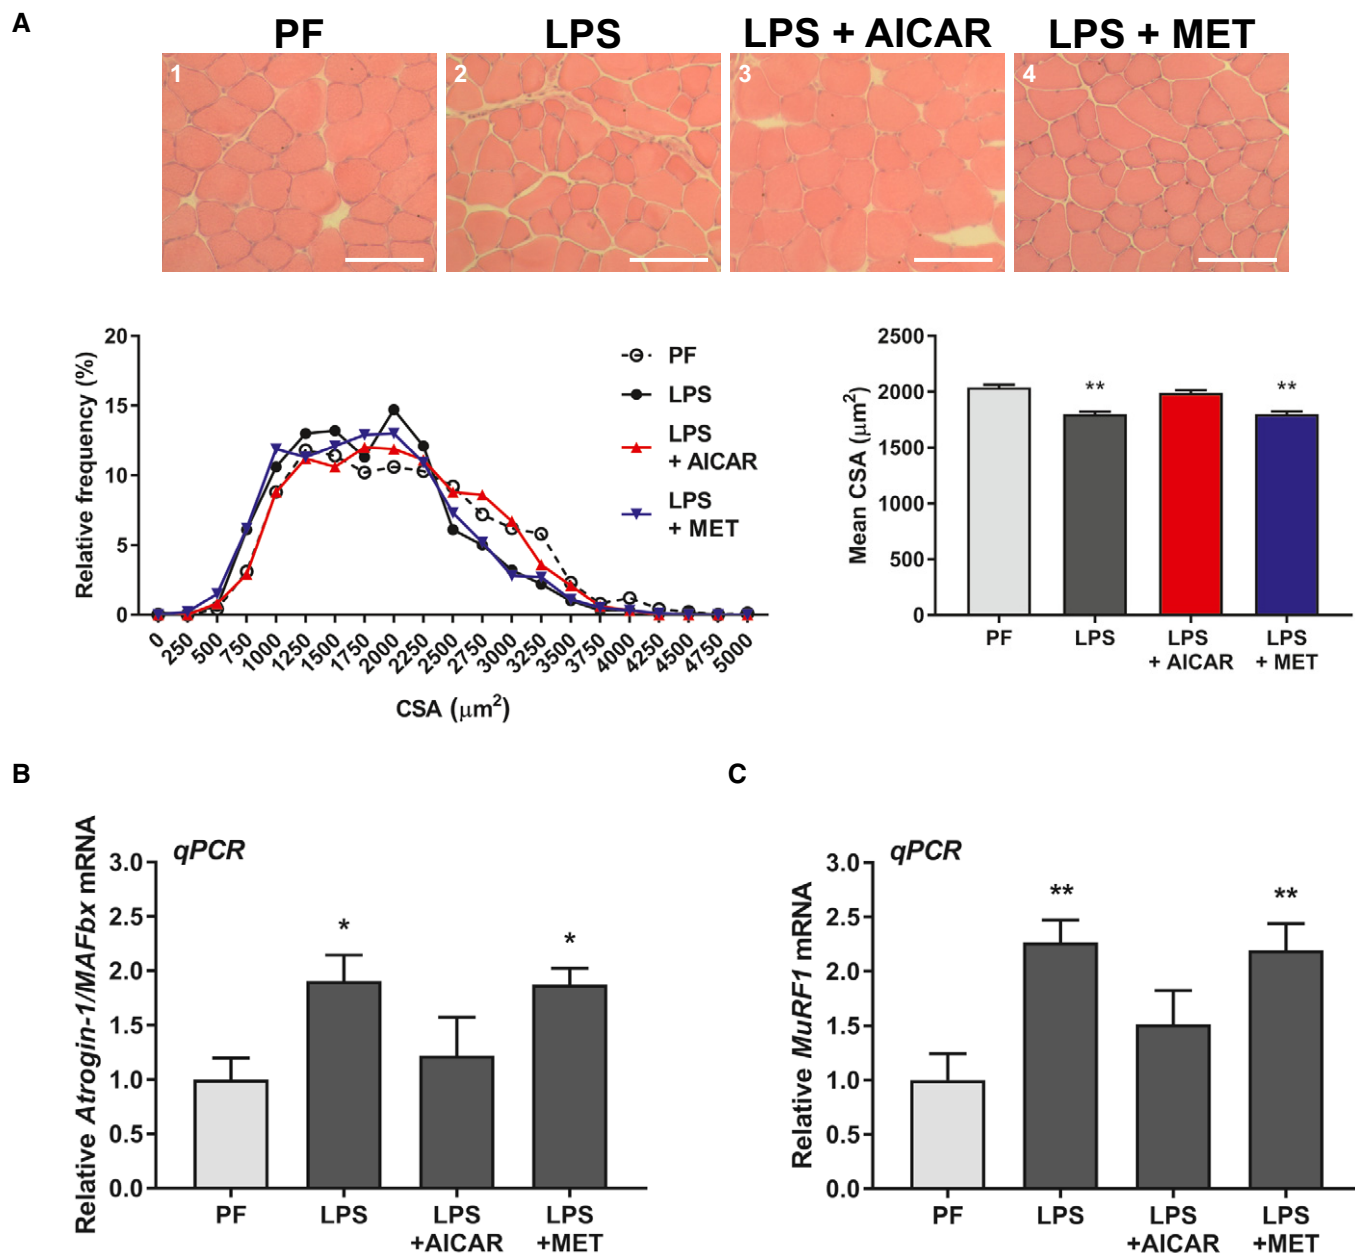 A
PF
LPS
LPS + AICAR
LPS + MET
1
2
3
4
Relative frequency (%)
20
15
10
5
0
0
250
500
750
1000
1250
1500
1750
2000
2250
2500
2750
3000
3250
3500
3750
4000
4250
4500
4750
5000
CSA (μm²)
PF
LPS
LPS
+ AICAR
LPS
+ MET
Mean CSA (μm²)
2500
2000
1500
1000
500
0
**
**
PF
LPS
LPS
+ AICAR
LPS
+ MET
B
qPCR
Relative Atrogin-1/MAFbx mRNA
3.0
2.5
2.0
1.5
1.0
0.5
0.0
*
*
PF
LPS
LPS
+AICAR
LPS
+MET
C
qPCR
Relative MuRF1 mRNA
3.0
2.5
2.0
1.5
1.0
0.5
0.0
**
**
PF
LPS
LPS
+AICAR
LPS
+MET